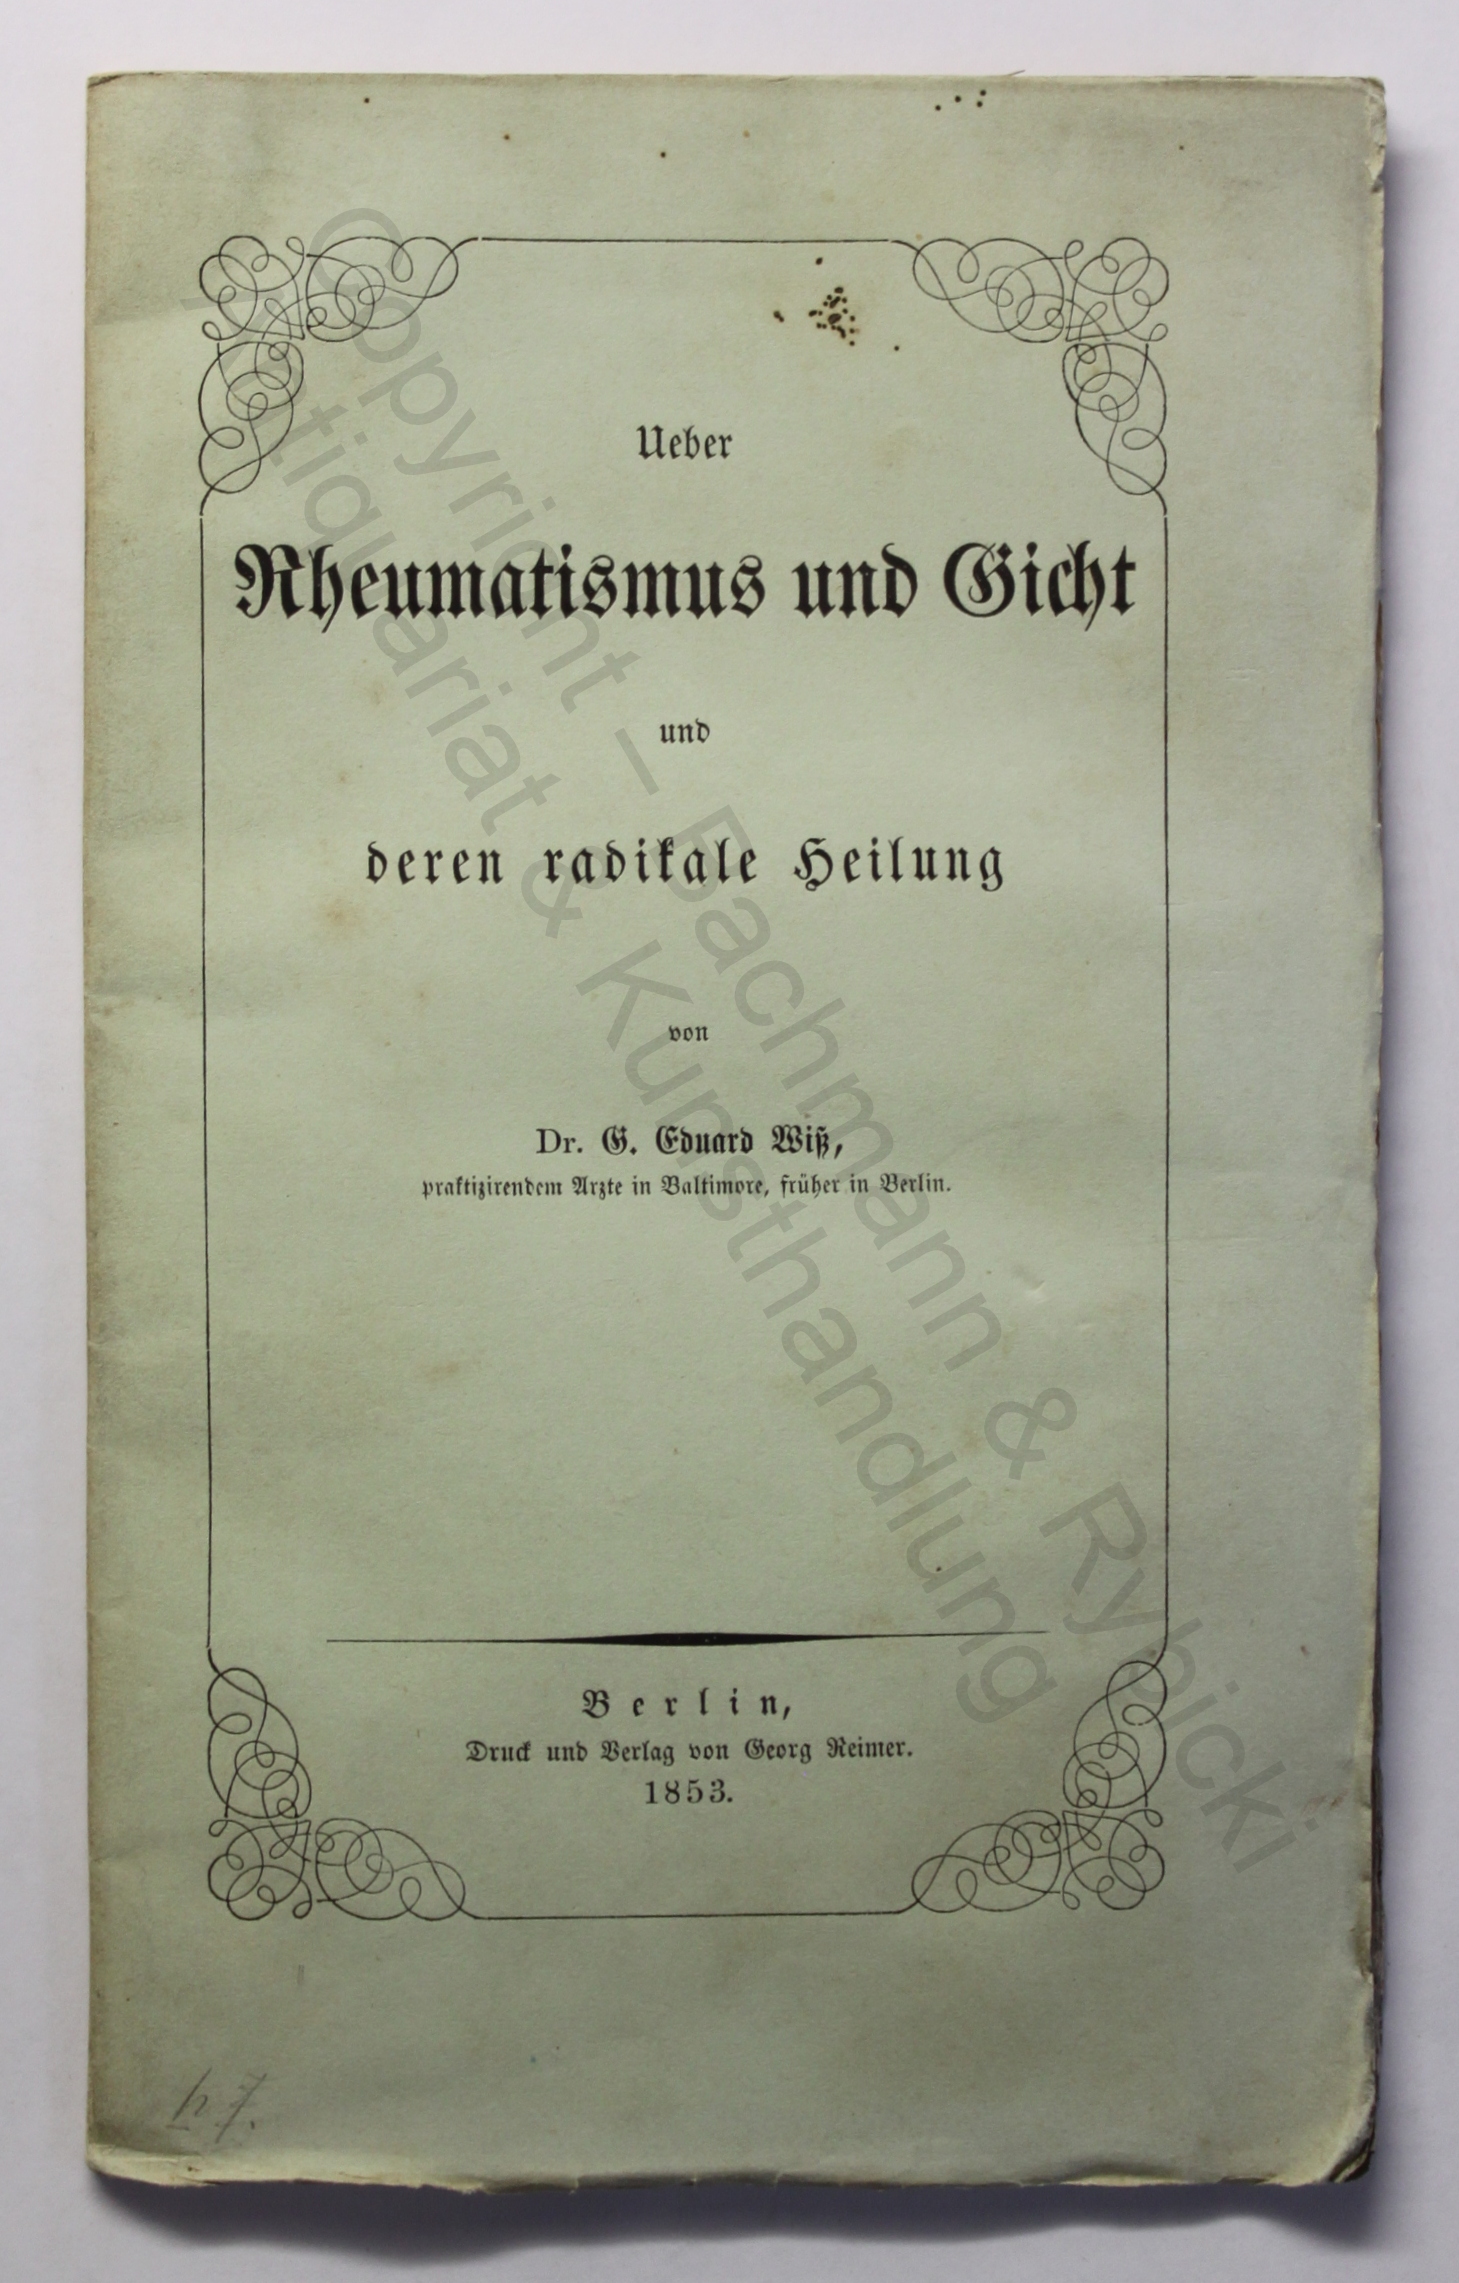 Ueber
Rheumatismus und Gicht
und
deren radikale Heilung
von
Dr. G. Eduard Wiß,
praktizirendem Arzte in Baltimore, früher in Berlin.
Berlin,
Druck und Verlag von Georg Reimer.
1853.
Copyright – Bachmann & Rybicki
Antiquariat & Kunsthandlung